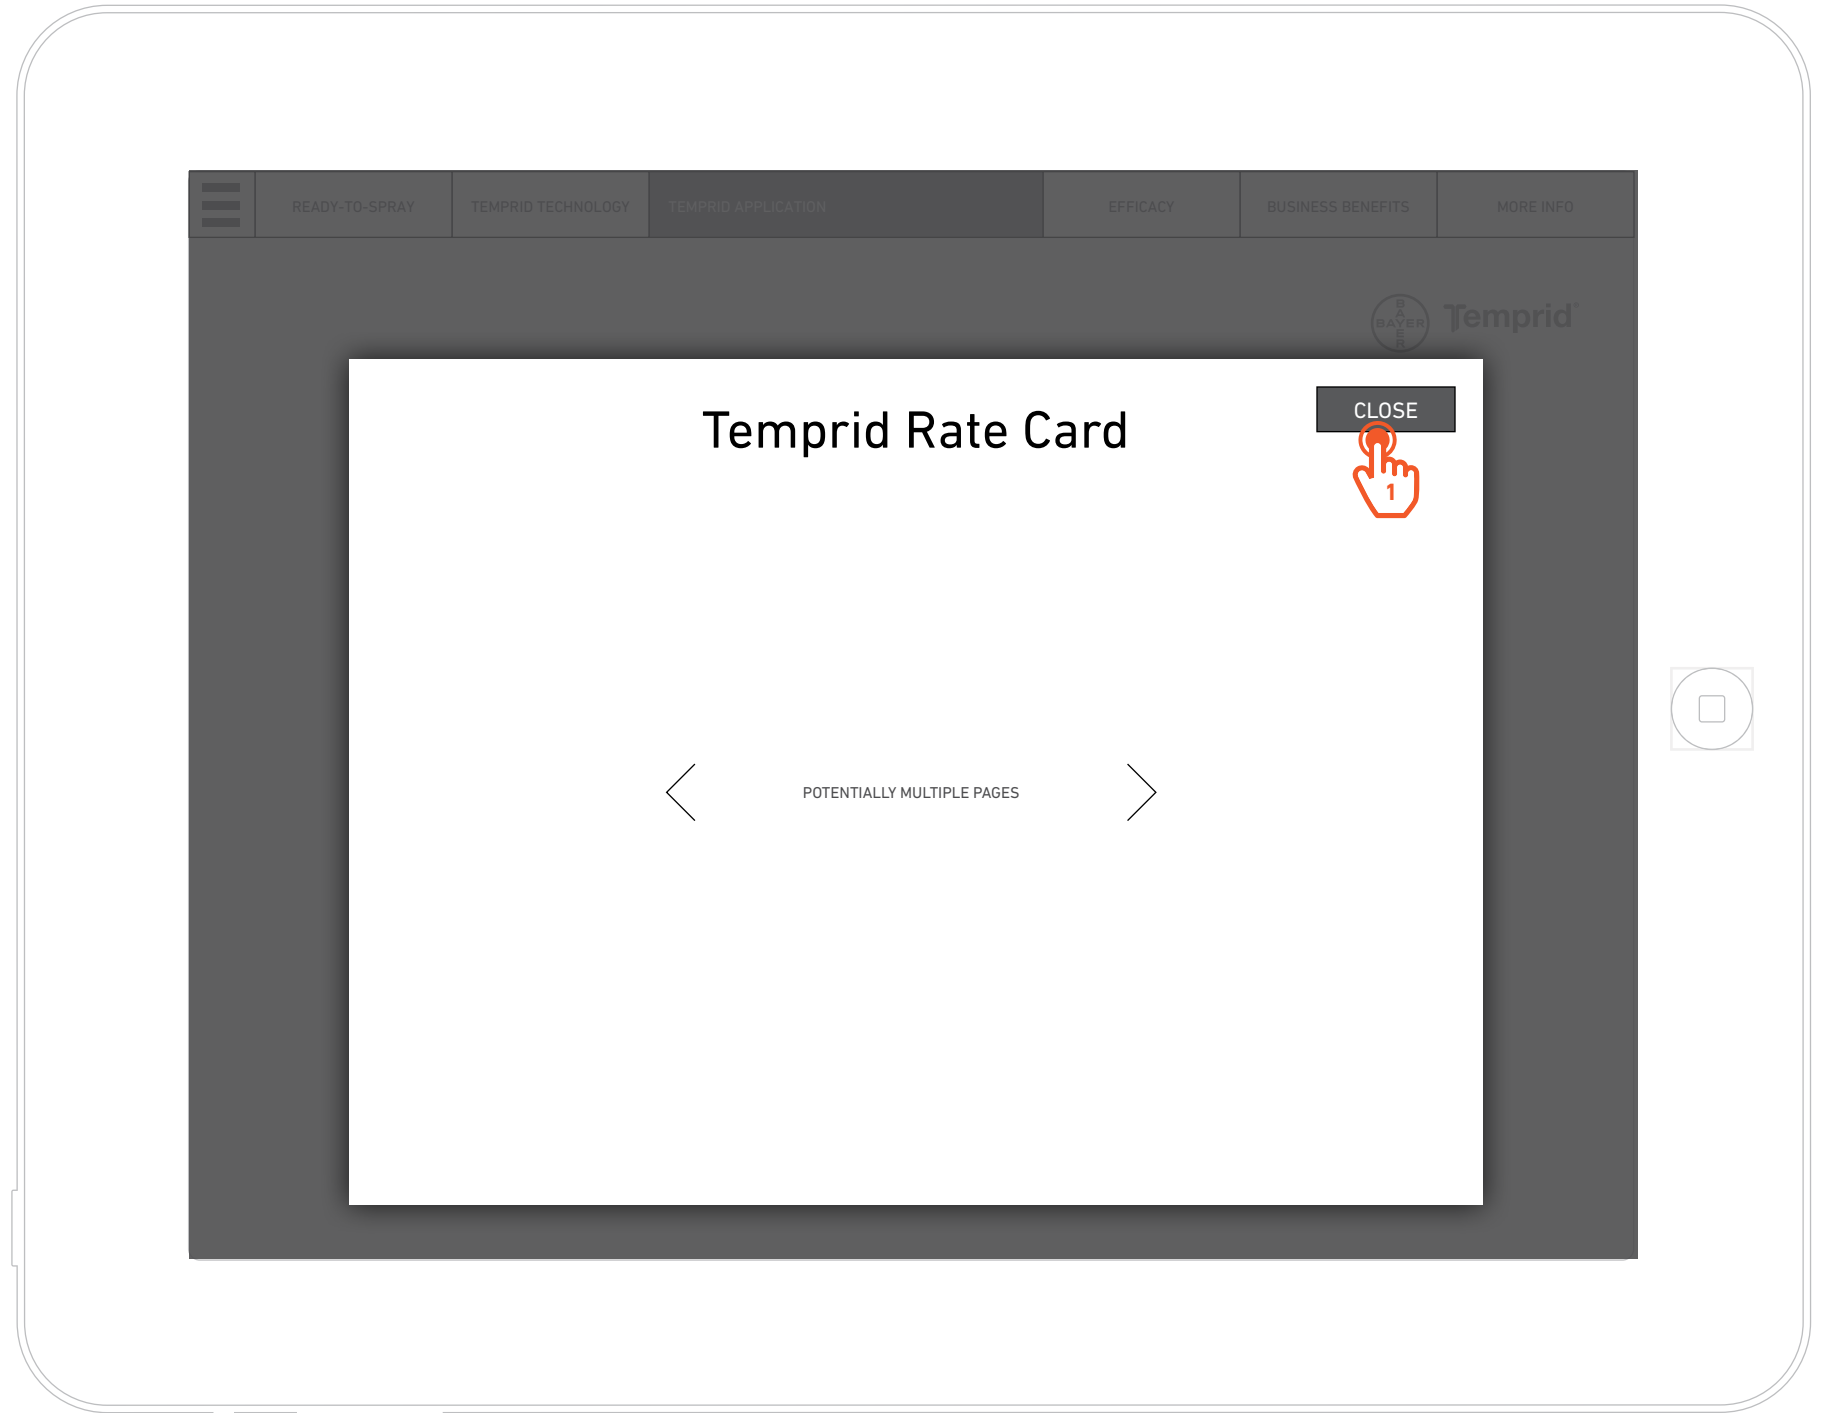 READY-TO-SPRAY TEMPRID TECHNOLOGY TEMPRID APPLICATION EFFICACY BUSINESS BENEFITS MORE INFO
BAYER
BAYER
Temprid®
CLOSE
Temprid Rate Card
1
POTENTIALLY MULTIPLE PAGES